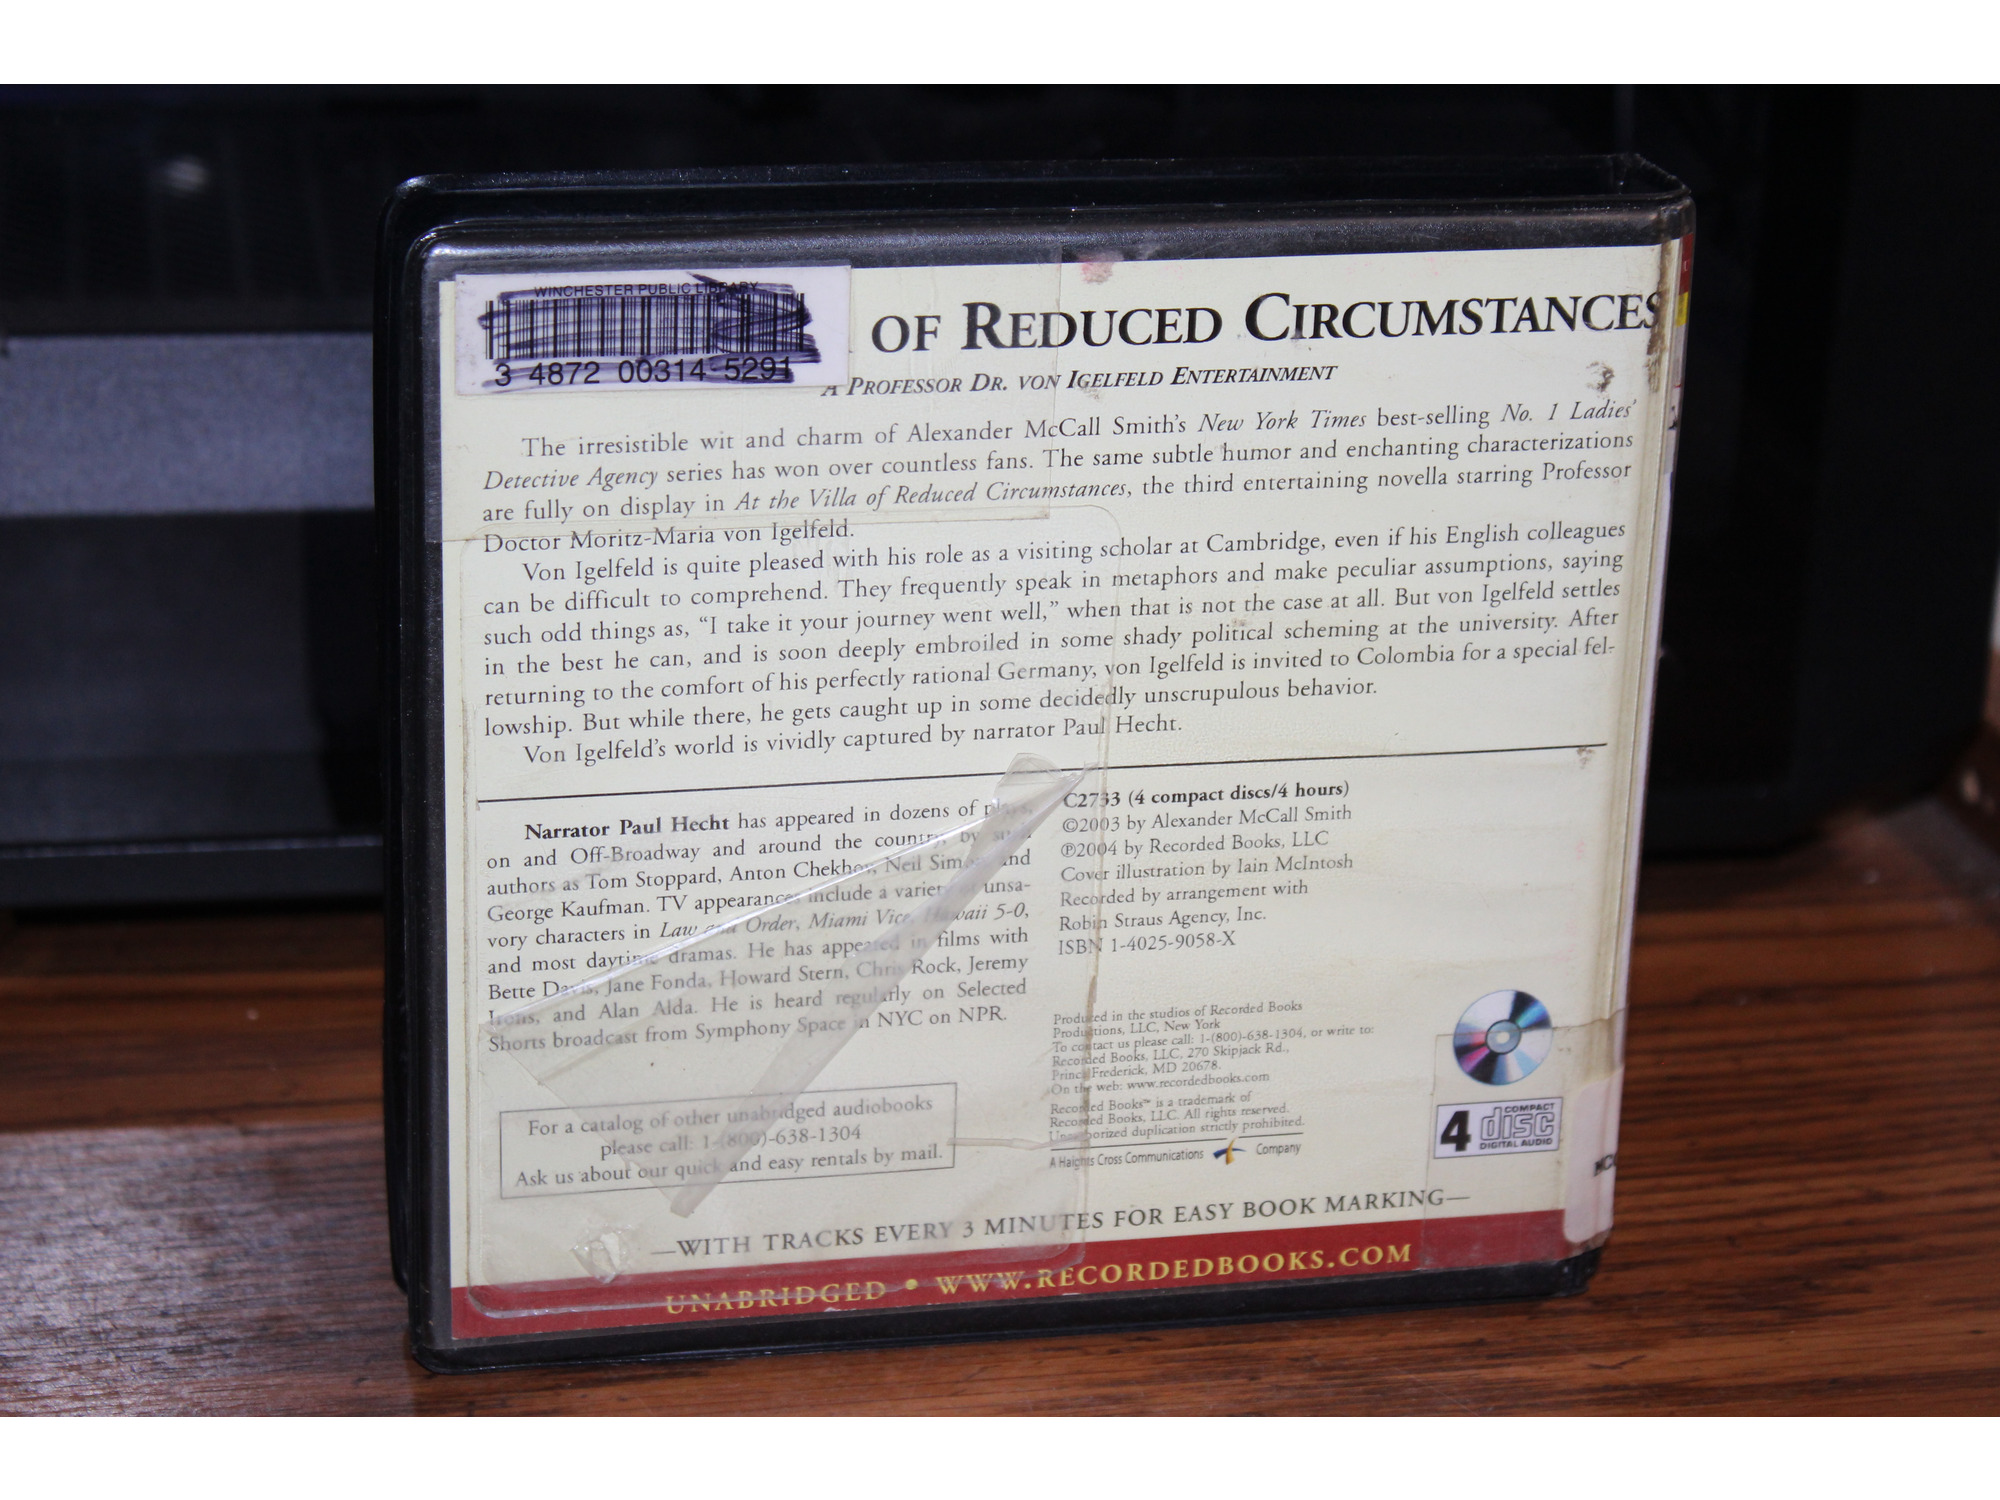 WINCHESTER PUBLIC LIBRARY
3 4872 00314 5291
OF REDUCED CIRCUMSTANCES
A PROFESSOR DR. VON IGELFELD ENTERTAINMENT
The irresistible wit and charm of Alexander McCall Smith's New York Times best-selling No. 1 Ladies'
Detective Agency series has won over countless fans. The same subtle humor and enchanting characterizations
are fully on display in At the Villa of Reduced Circumstances, the third entertaining novella starring Professor
Doctor Moritz-Maria von Igelfeld.
Von Igelfeld is quite pleased with his role as a visiting scholar at Cambridge, even if his English colleagues
can be difficult to comprehend. They frequently speak in metaphors and make peculiar assumptions, saying
such odd things as, “I take it your journey went well,” when that is not the case at all. But von Igelfeld settles
in the best he can, and is soon deeply embroiled in some shady political scheming at the university. After
returning to the comfort of his perfectly rational Germany, von Igelfeld is invited to Colombia for a special fel-
lowship. But while there, he gets caught up in some decidedly unscrupulous behavior.
Von Igelfeld's world is vividly captured by narrator Paul Hecht.
Narrator Paul Hecht has appeared in dozens of plays,
on and Off-Broadway and around the country, by such
authors as Tom Stoppard, Anton Chekhov, Neil Simon, and
George Kaufman. TV appearances include a variety of unsa-
vory characters in Law and Order, Miami Vice, Hawaii 5-0,
and most daytime dramas. He has appeared in films with
Bette Davis, Jane Fonda, Howard Stern, Chris Rock, Jeremy
Irons, and Alan Alda. He is heard regularly on Selected
Shorts broadcast from Symphony Space in NYC on NPR.
For a catalog of other unabridged audiobooks
please call: 1-(800)-638-1304
Ask us about our quick and easy rentals by mail.
C2733 (4 compact discs/4 hours)
©2003 by Alexander McCall Smith
℗2004 by Recorded Books, LLC
Cover illustration by Iain McIntosh
Recorded by arrangement with
Robin Straus Agency, Inc.
ISBN 1-4025-9058-X
Produced in the studios of Recorded Books
Productions, LLC, New York
To contact us please call: 1-(800)-638-1304, or write to:
Recorded Books, LLC, 270 Skipjack Rd.,
Prince Frederick, MD 20678.
On the web: www.recordedbooks.com
Recorded Books™ is a trademark of
Recorded Books, LLC. All rights reserved.
Unauthorized duplication strictly prohibited.
A Haights Cross Communications Company
4 COMPACT
disc
DIGITAL AUDIO
—WITH TRACKS EVERY 3 MINUTES FOR EASY BOOK MARKING—
UNABRIDGED • WWW.RECORDEDBOOKS.COM